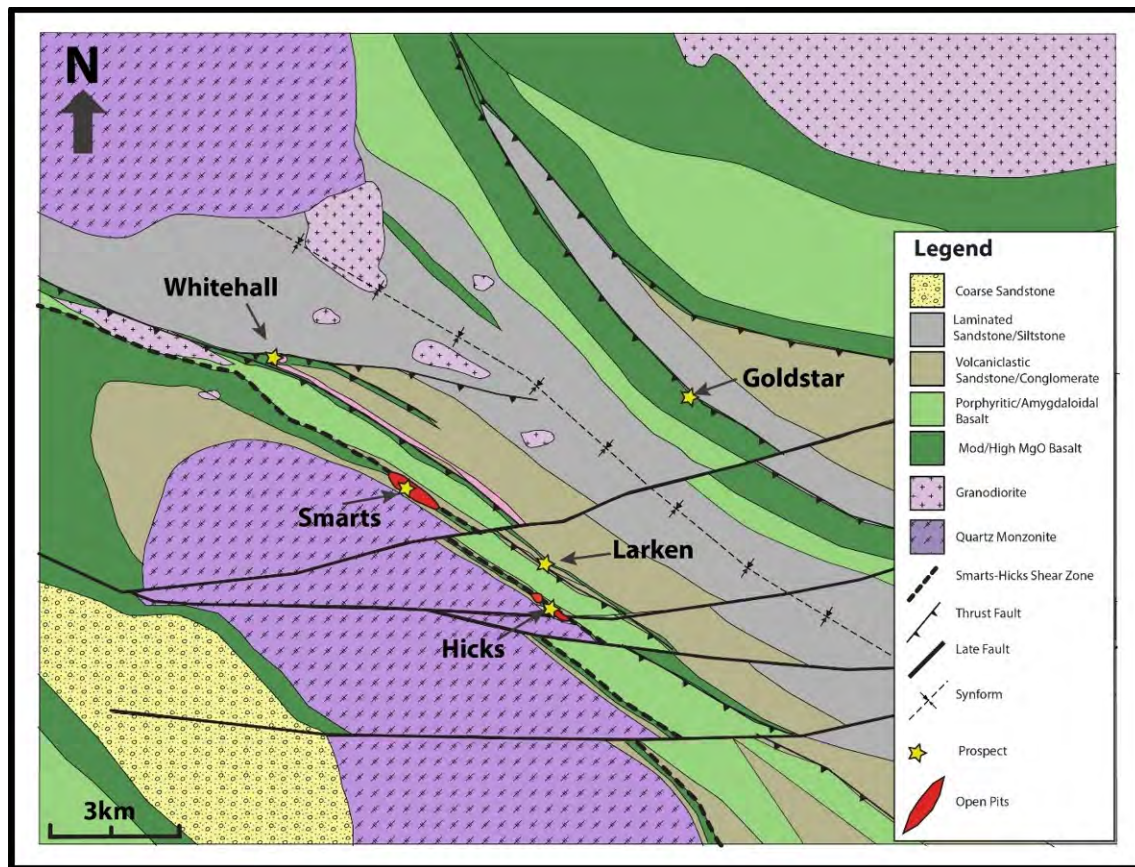 N
Whitehall
Goldstar
Smarts
Larken
Hicks
3km
Legend
Coarse Sandstone
Laminated
Sandstone/Siltstone
Volcaniclastic
Sandstone/Conglomerate
Porphyritic/Amygdaloidal
Basalt
Mod/High MgO Basalt
Granodiorite
Quartz Monzonite
Smarts-Hicks Shear Zone
Thrust Fault
Late Fault
Synform
Prospect
Open Pits